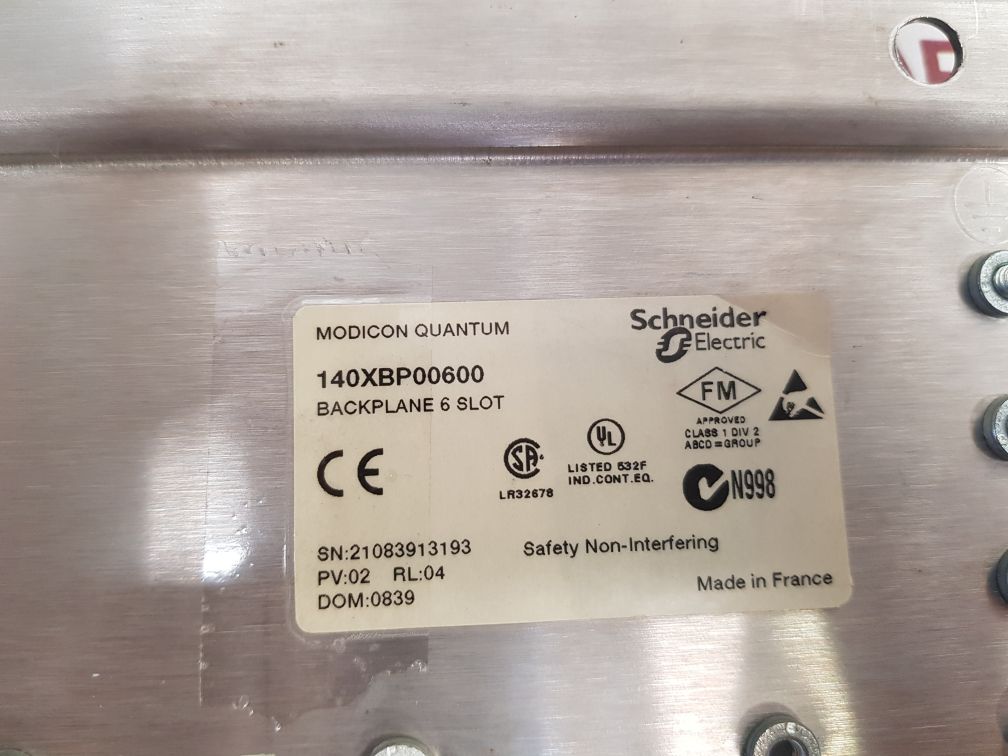 MODICON QUANTUM
Schneider
Electric
140XBP00600
BACKPLANE 6 SLOT
FM
APPROVED
CLASS 1 DIV 2
ABCD=GROUP
CE
SA
LR32678
UL
LISTED 532F
IND.CONT.EQ.
N998
SN:21083913193
Safety Non-Interfering
PV:02 RL:04
Made in France
DOM:0839